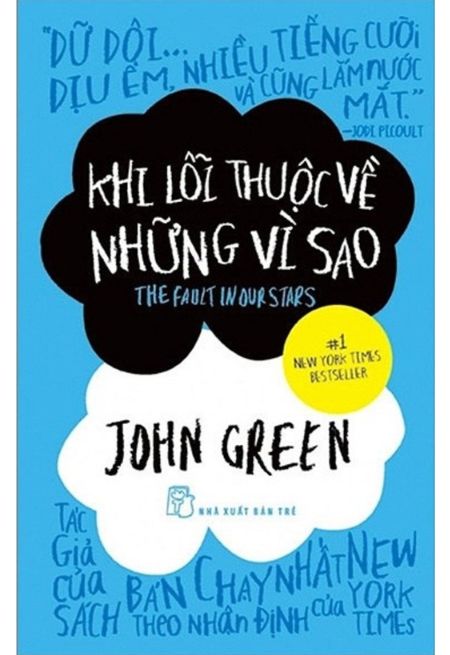 "DỮ DỘI...
DỊU ÊM, NHIỀU TIẾNG CƯỜI
VÀ CŨNG LẮM NƯỚC
MẮT."
—JODI PICOULT
KHI LỖI THUỘC VỀ
NHỮNG VÌ SAO
THE FAULT IN OUR STARS
#1
NEW YORK TIMES
BESTSELLER
JOHN GREEN
NHÀ XUẤT BẢN TRẺ
TÁC
GIẢ
CỦA
SÁCH
BÁN CHẠY NHẤT
THEO NHẬN ĐỊNH
CỦA
NEW
YORK
TIMES